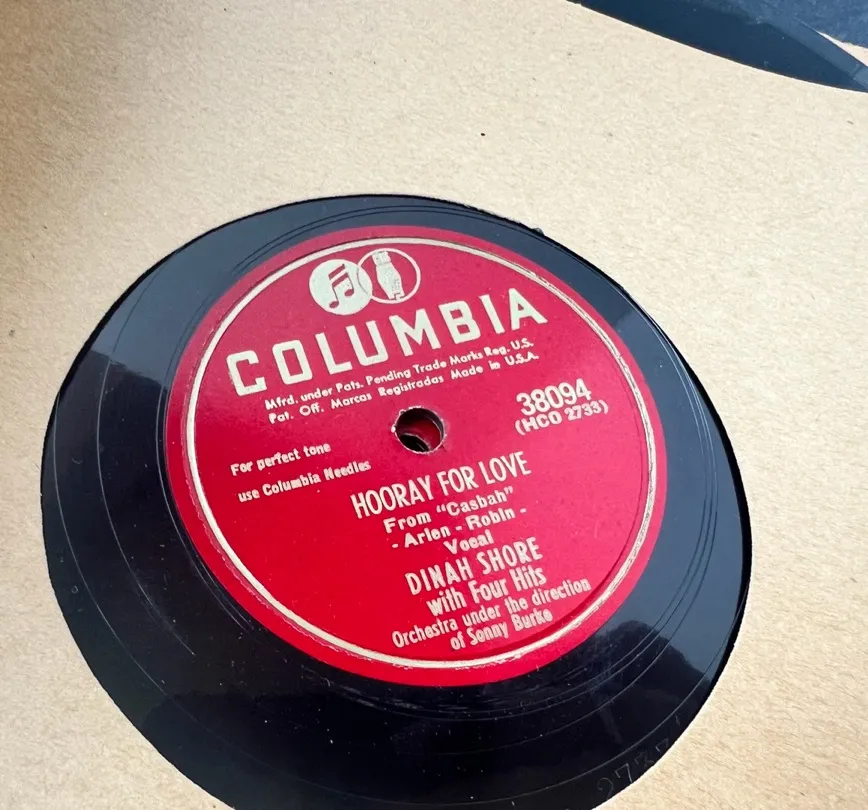 COLUMBIA
Mfrd. under Pats. Pending Trade Marks Reg. U.S.
Pat. Off. Marcas Registradas Made in U.S.A.
38094
(HCO 2733)
For perfect tone
use Columbia Needles
HOORAY FOR LOVE
From "Casbah"
- Arlen - Robin -
Vocal
DINAH SHORE
with Four Hits
Orchestra under the direction
of Sonny Burke